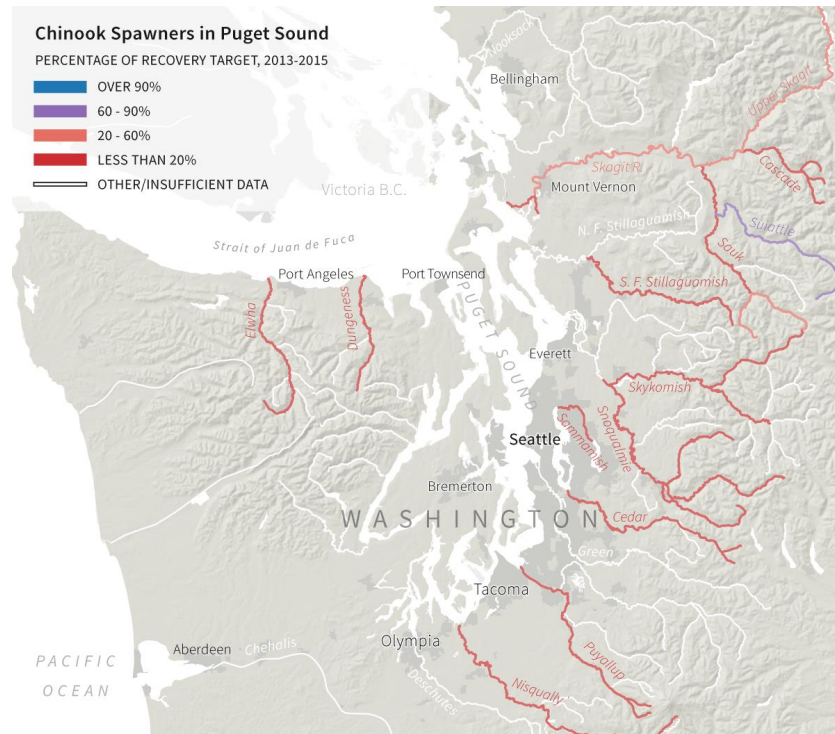 Chinook Spawners in Puget Sound
PERCENTAGE OF RECOVERY TARGET, 2013-2015
OVER 90%
60 - 90%
20 - 60%
LESS THAN 20%
OTHER/INSUFFICIENT DATA
Nooksack
Bellingham
Upper Skagit
Skagit R.
Cascade
Mount Vernon
Victoria B.C.
N. F. Stillaguamish
Suiattle
Strait of Juan de Fuca
Sauk
Port Angeles
Port Townsend
S. F. Stillaguamish
PUGET SOUND
Elwha
Dungeness
Everett
Skykomish
Seattle
Sammamish
Snoqualmie
Bremerton
WASHINGTON
Cedar
Green
Tacoma
Olympia
Aberdeen
Chehalis
Puyallup
PACIFIC
OCEAN
Deschutes
Nisqually